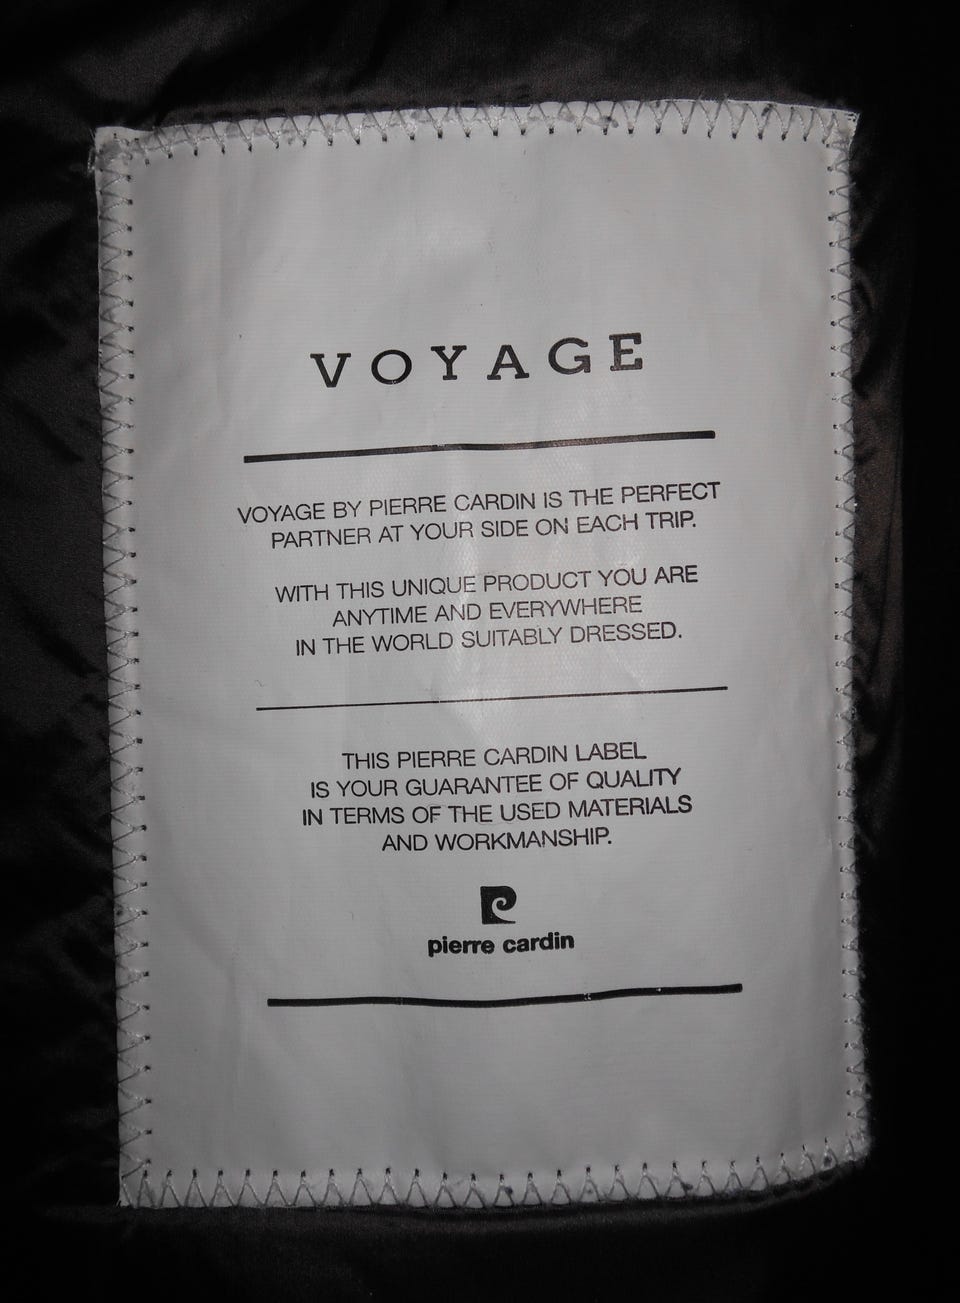 VOYAGE
VOYAGE BY PIERRE CARDIN IS THE PERFECT
PARTNER AT YOUR SIDE ON EACH TRIP.
WITH THIS UNIQUE PRODUCT YOU ARE
ANYTIME AND EVERYWHERE
IN THE WORLD SUITABLY DRESSED.
THIS PIERRE CARDIN LABEL
IS YOUR GUARANTEE OF QUALITY
IN TERMS OF THE USED MATERIALS
AND WORKMANSHIP.
pierre cardin